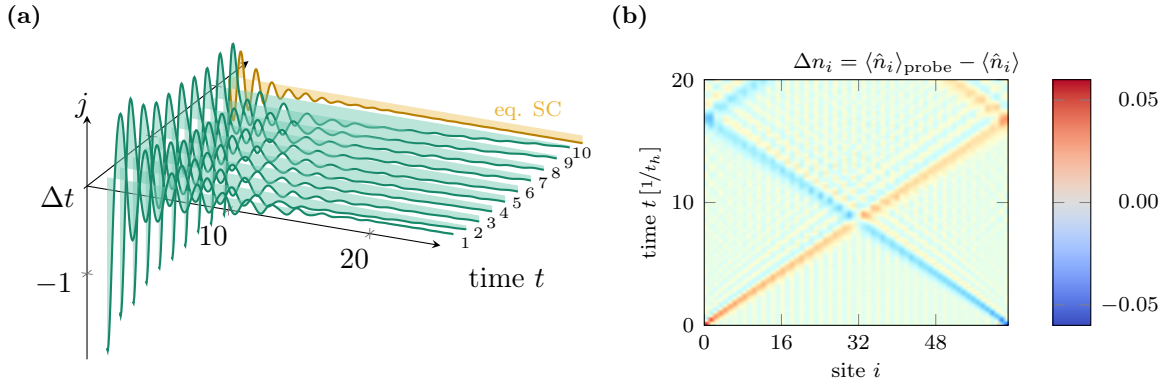 (a)
j
Δt
−1
10
20
time t
eq. SC
1
2
3
4
5
6
7
8
9
10
(b)
Δn_i = ⟨n̂_i⟩_probe − ⟨n̂_i⟩
20
10
0
time t [1/t_h]
0
16
32
48
site i
0.05
0.00
−0.05